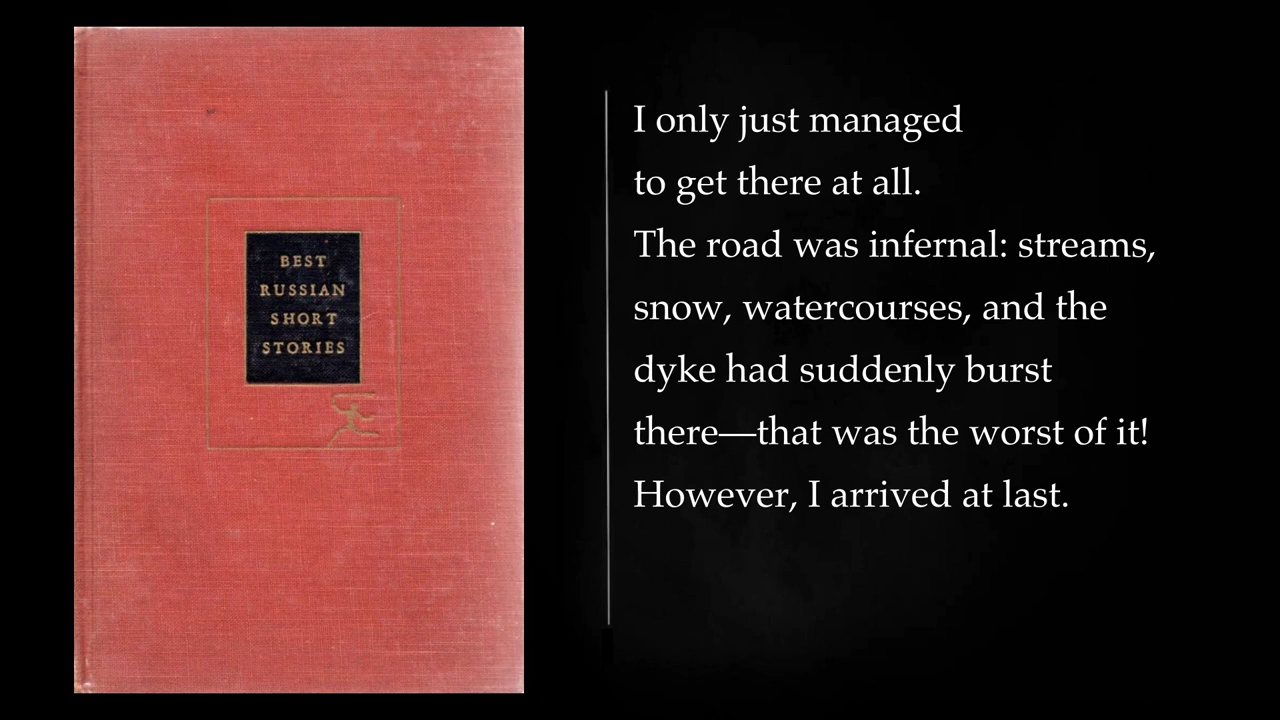 BEST
RUSSIAN
SHORT
STORIES
I only just managed
to get there at all.
The road was infernal: streams,
snow, watercourses, and the
dyke had suddenly burst
there—that was the worst of it!
However, I arrived at last.